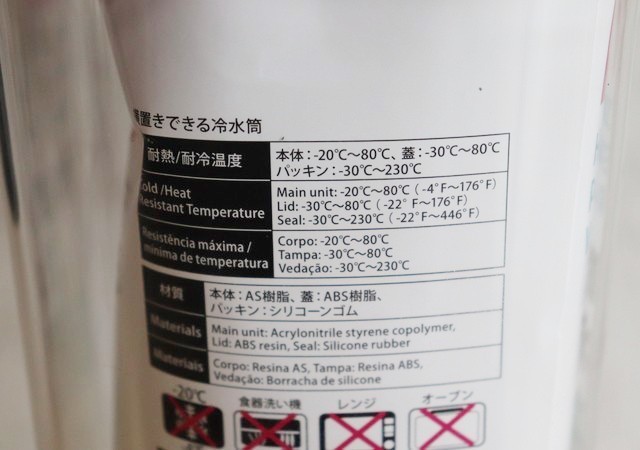 置きできる冷水筒
耐熱/耐冷温度
本体：-20℃～80℃、蓋：-30℃～80℃
パッキン：-30℃～230℃
Cold /Heat
Resistant Temperature
Main unit: -20℃～80℃ ( -4°F～176°F)
Lid: -30℃～80℃ ( -22° F～176°F)
Seal: -30℃～230℃ ( -22°F～446°F)
Resistência máxima /
mínima de temperatura
Corpo: -20℃～80℃
Tampa: -30℃～80℃
Vedação: -30℃～230℃
材質
本体：AS樹脂、蓋：ABS樹脂、
パッキン：シリコーンゴム
Materials
Main unit: Acrylonitrile styrene copolymer,
Lid: ABS resin, Seal: Silicone rubber
Materiais
Corpo: Resina AS, Tampa: Resina ABS,
Vedação: Borracha de silicone
-20℃ 食器洗い機 レンジ オーブン